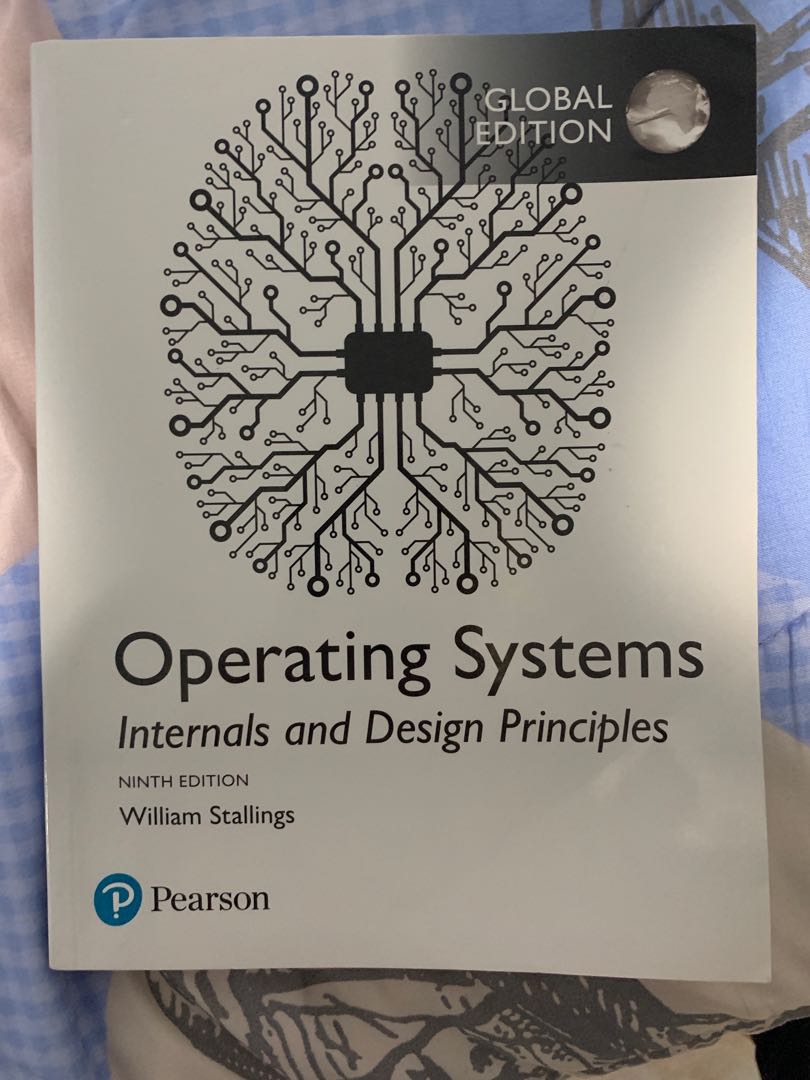 GLOBAL
EDITION
Operating Systems
Internals and Design Principles
NINTH EDITION
William Stallings
Pearson